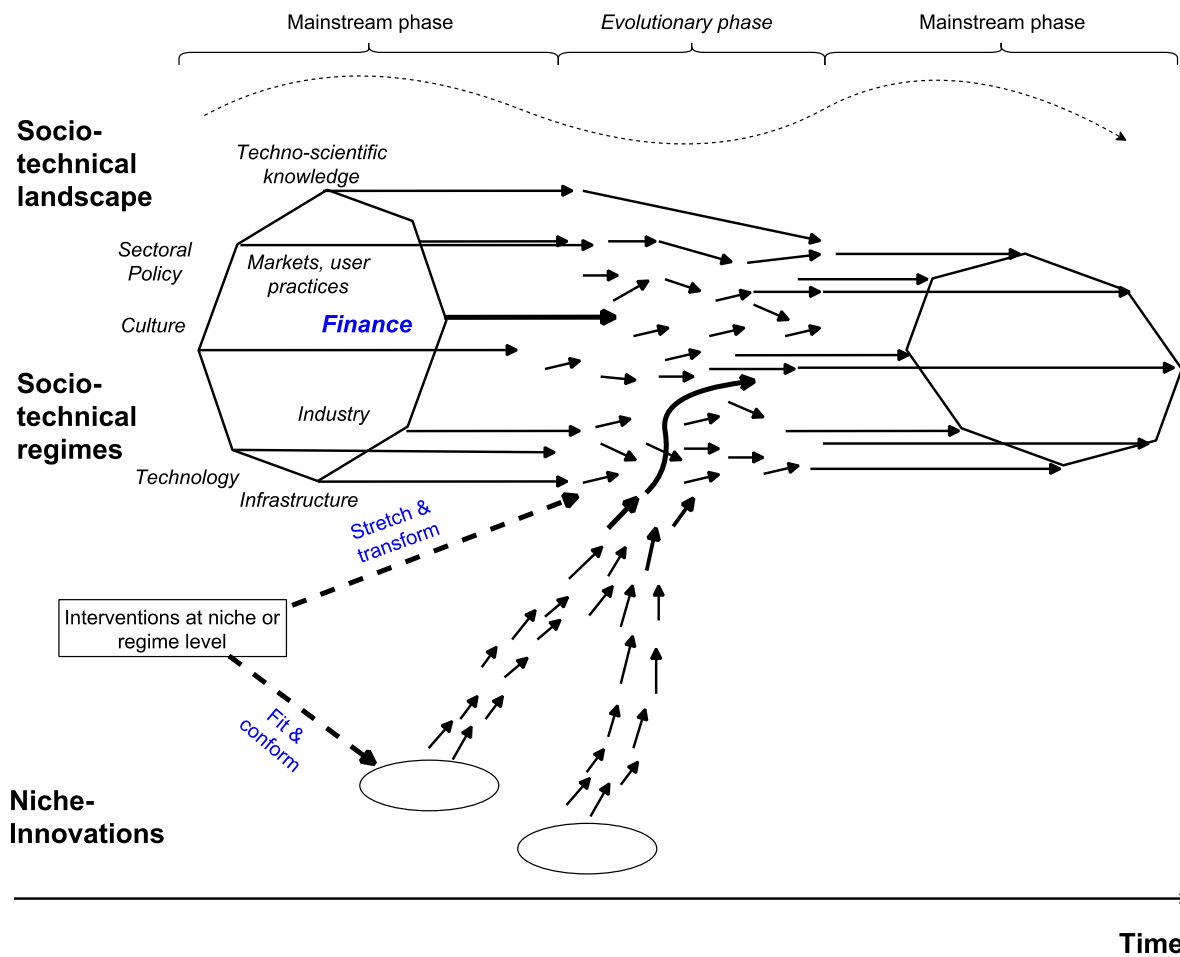 Mainstream phase
Evolutionary phase
Mainstream phase
Socio-
technical
landscape
Techno-scientific
knowledge
Sectoral
Policy
Markets, user
practices
Culture
Finance
Socio-
technical
regimes
Industry
Technology
Infrastructure
Stretch &
transform
Interventions at niche or
regime level
Fit &
conform
Niche-
Innovations
Time